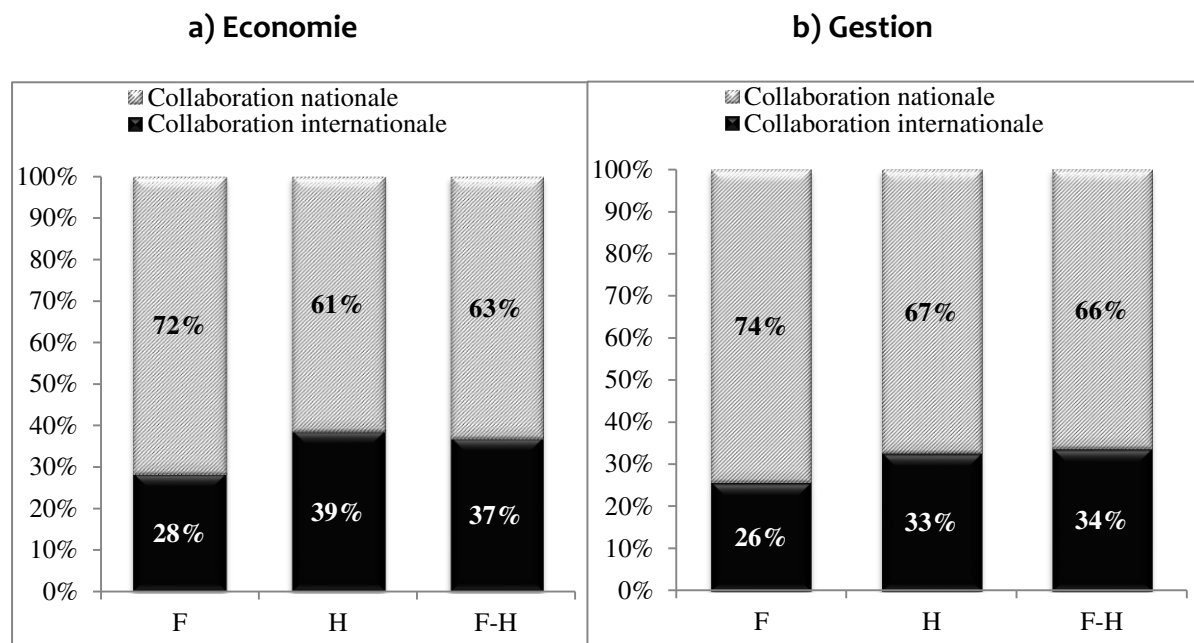 a) Economie
Collaboration nationale
Collaboration internationale
100%
90%
80%
70%
60%
50%
40%
30%
20%
10%
0%
72%
61%
63%
28%
39%
37%
F
H
F-H
b) Gestion
Collaboration nationale
Collaboration internationale
100%
90%
80%
70%
60%
50%
40%
30%
20%
10%
0%
74%
67%
66%
26%
33%
34%
F
H
F-H